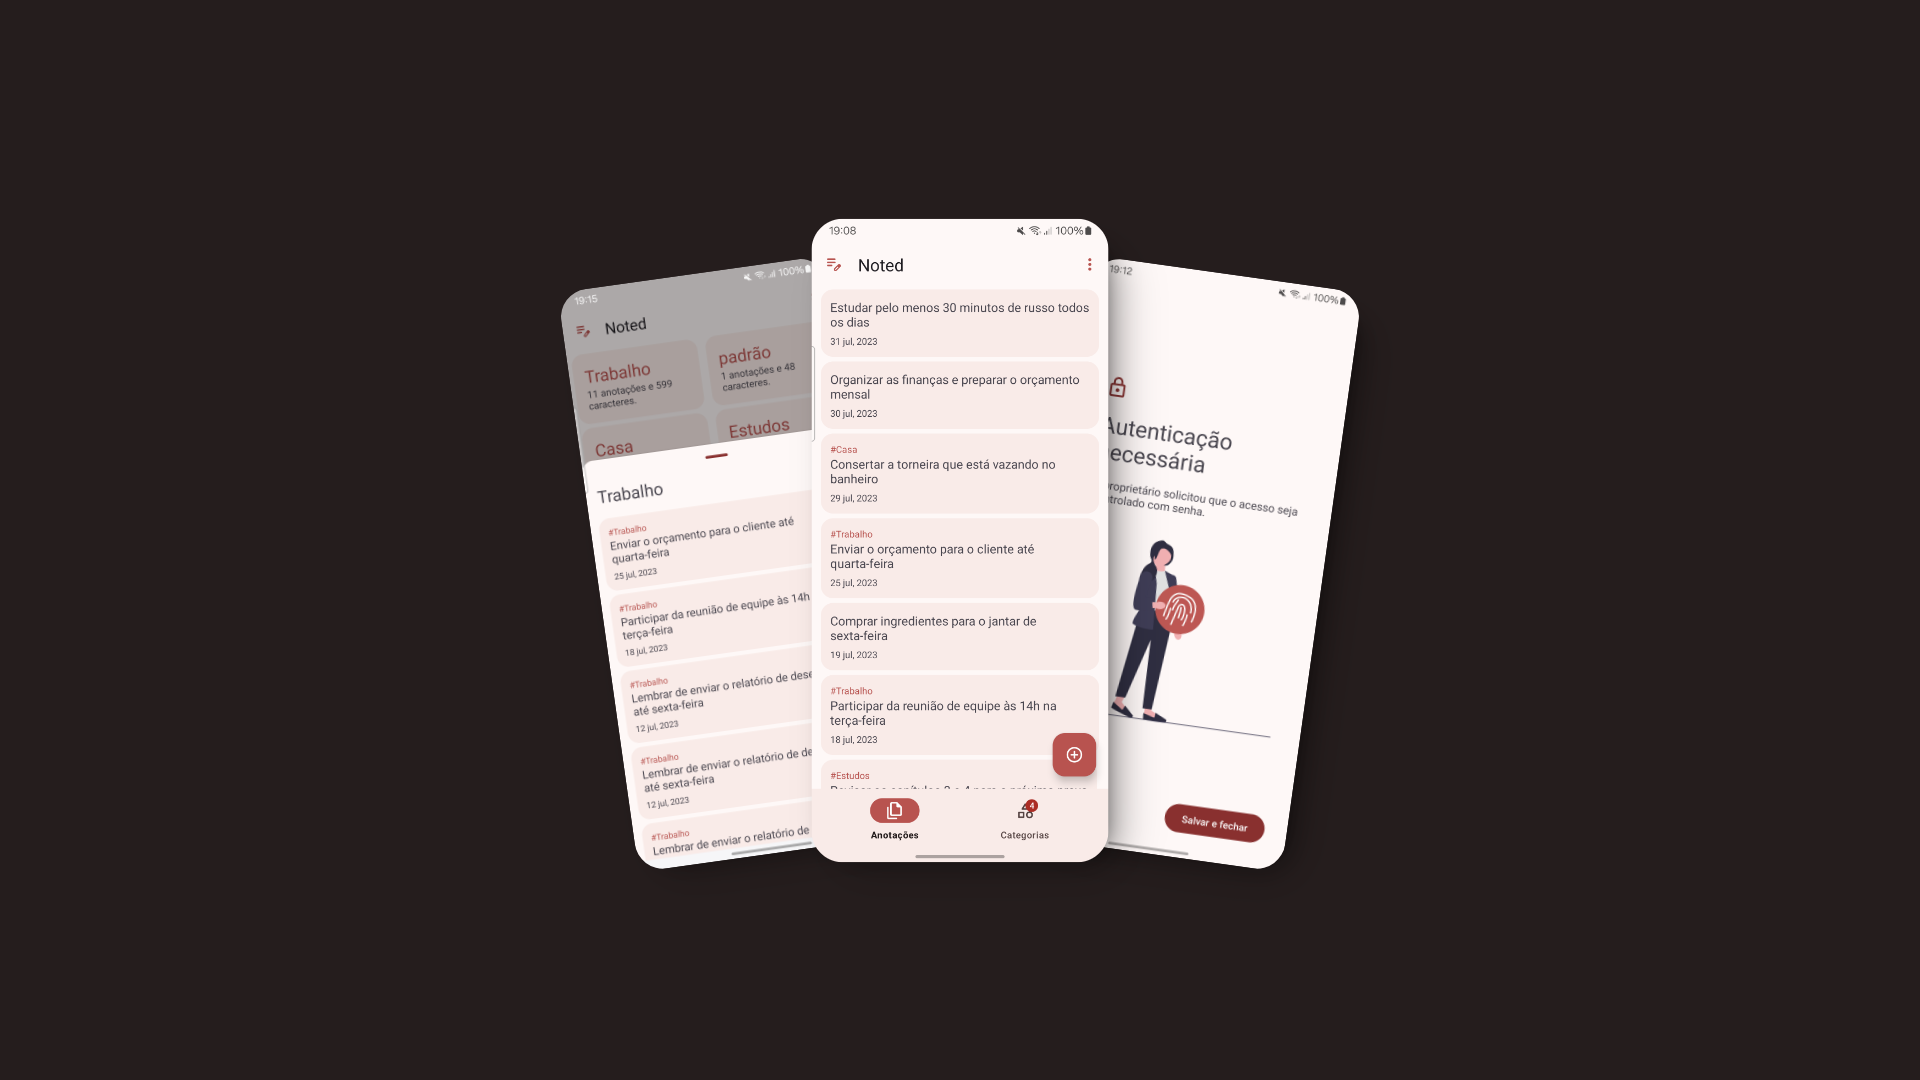 19:15
100%
Noted
Trabalho
11 anotações e 599
caracteres.
padrão
1 anotações e 48
caracteres.
Casa
Estudos
Trabalho
#Trabalho
Enviar o orçamento para o cliente até
quarta-feira
25 jul, 2023
#Trabalho
Participar da reunião de equipe às 14h
terça-feira
18 jul, 2023
#Trabalho
Lembrar de enviar o relatório de
até sexta-feira
12 jul, 2023
#Trabalho
Lembrar de enviar o relatório de
até sexta-feira
12 jul, 2023
#Trabalho
Lembrar de enviar o relatório de
19:08
100%
Noted
Estudar pelo menos 30 minutos de russo todos
os dias
31 jul, 2023
Organizar as finanças e preparar o orçamento
mensal
30 jul, 2023
#Casa
Consertar a torneira que está vazando no
banheiro
29 jul, 2023
#Trabalho
Enviar o orçamento para o cliente até
quarta-feira
25 jul, 2023
Comprar ingredientes para o jantar de
sexta-feira
19 jul, 2023
#Trabalho
Participar da reunião de equipe às 14h na
terça-feira
18 jul, 2023
#Estudos
Anotações
4
Categorias
19:12
100%
Autenticação
ecessária
roprietário solicitou que o acesso seja
trolado com senha.
Salvar e fechar